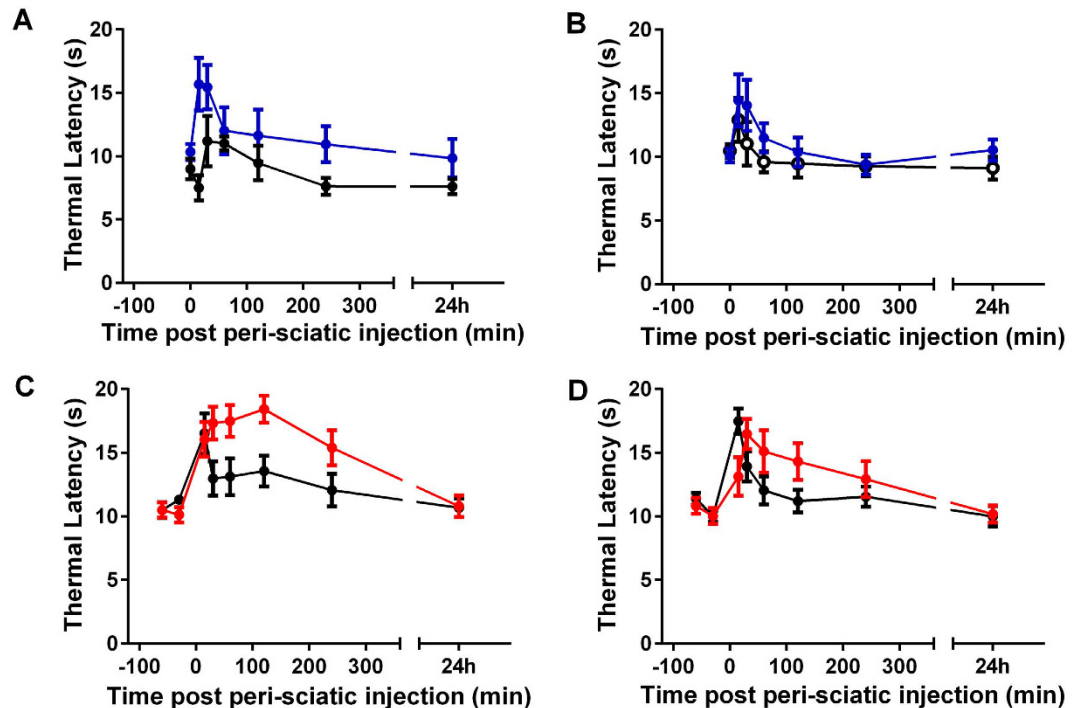 A
Thermal Latency (s)
20
15
10
5
0
-100 0 100 200 300 24h
Time post peri-sciatic injection (min)
B
Thermal Latency (s)
20
15
10
5
0
-100 0 100 200 300 24h
Time post peri-sciatic injection (min)
C
Thermal Latency (s)
20
15
10
5
0
-100 0 100 200 300 24h
Time post peri-sciatic injection (min)
D
Thermal Latency (s)
20
15
10
5
0
-100 0 100 200 300 24h
Time post peri-sciatic injection (min)